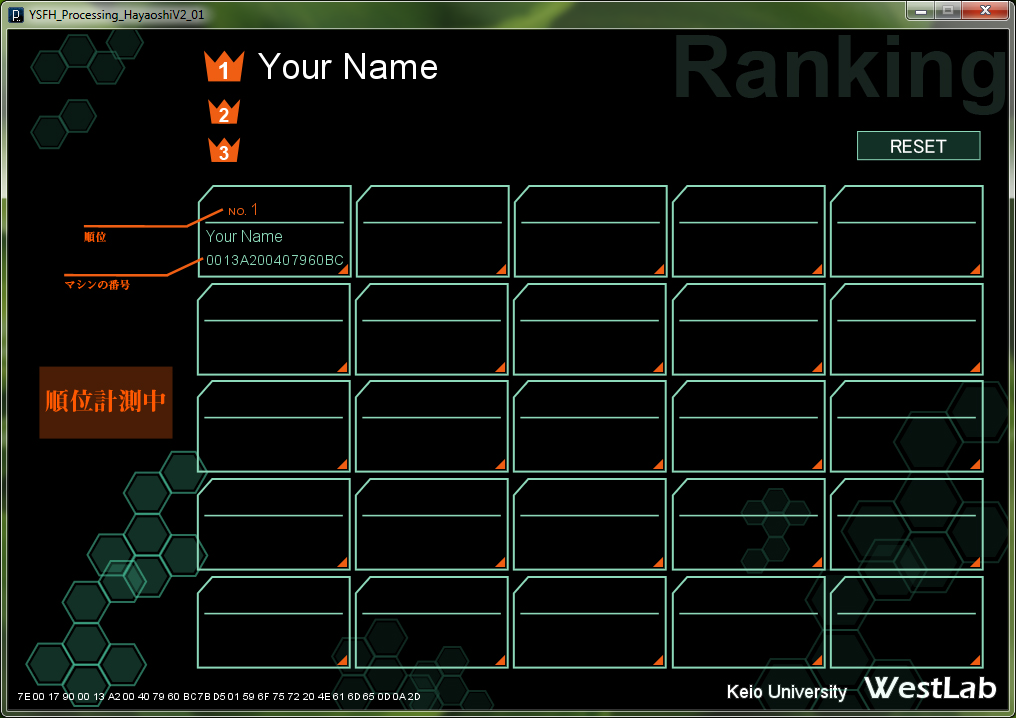 YSFH_Processing_HayaoshiV2_01
Ranking
1 Your Name
2
3
RESET
NO. 1
順位
Your Name
0013A200407960BC
マシンの番号
順位計測中
7E 00 17 90 00 13 A2 00 40 79 60 BC 7B D5 01 59 6F 75 72 20 4E 61 6D 65 0D 0A 2D
Keio University WestLab